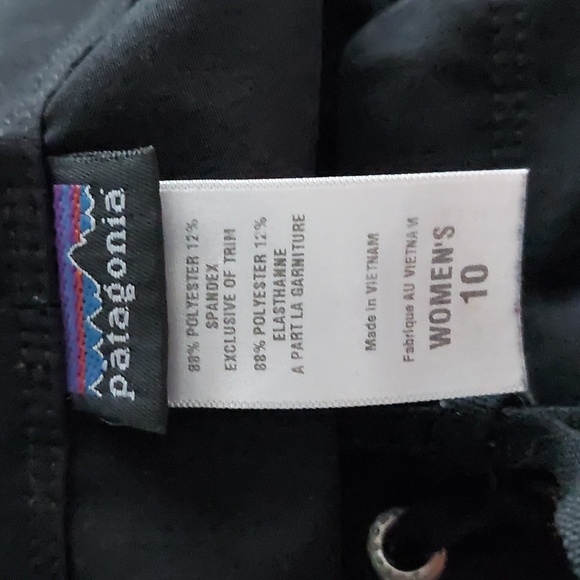 patagonia
88% POLYESTER 12%
SPANDEX
EXCLUSIVE OF TRIM
88% POLYESTER 12%
ELASTHANNE
A PART LA GARNITURE
Made in VIETNAM
Fabrique AU VIETNAM
WOMEN'S
10